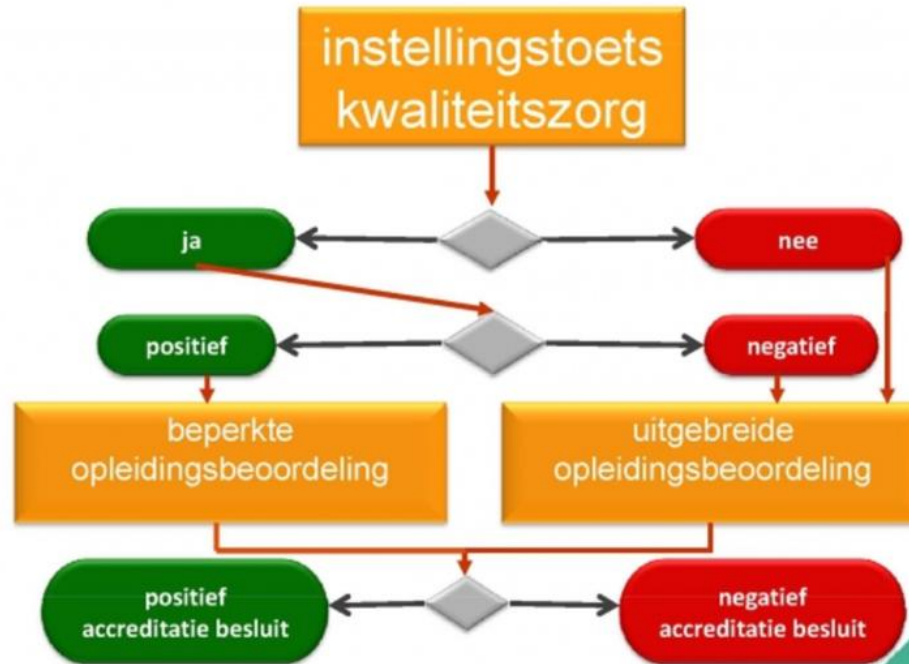 instellingstoets
kwaliteitszorg
ja
nee
positief
negatief
beperkte
opleidingsbeoordeling
uitgebreide
opleidingsbeoordeling
positief
accreditatie besluit
negatief
accreditatie besluit